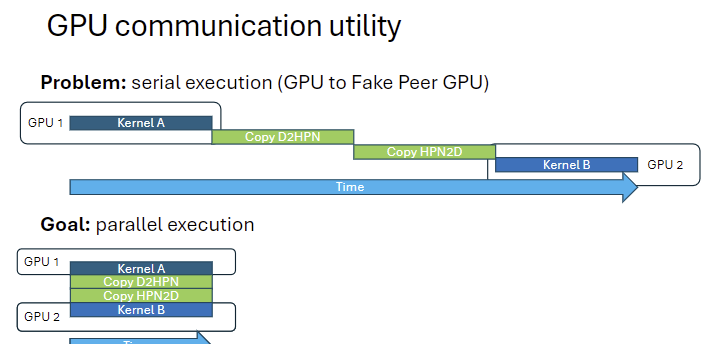 GPU communication utility
Problem: serial execution (GPU to Fake Peer GPU)
GPU 1
Kernel A
Copy D2HPN
Copy HPN2D
Kernel B
GPU 2
Time
Goal: parallel execution
GPU 1
Kernel A
Copy D2HPN
Copy HPN2D
Kernel B
GPU 2